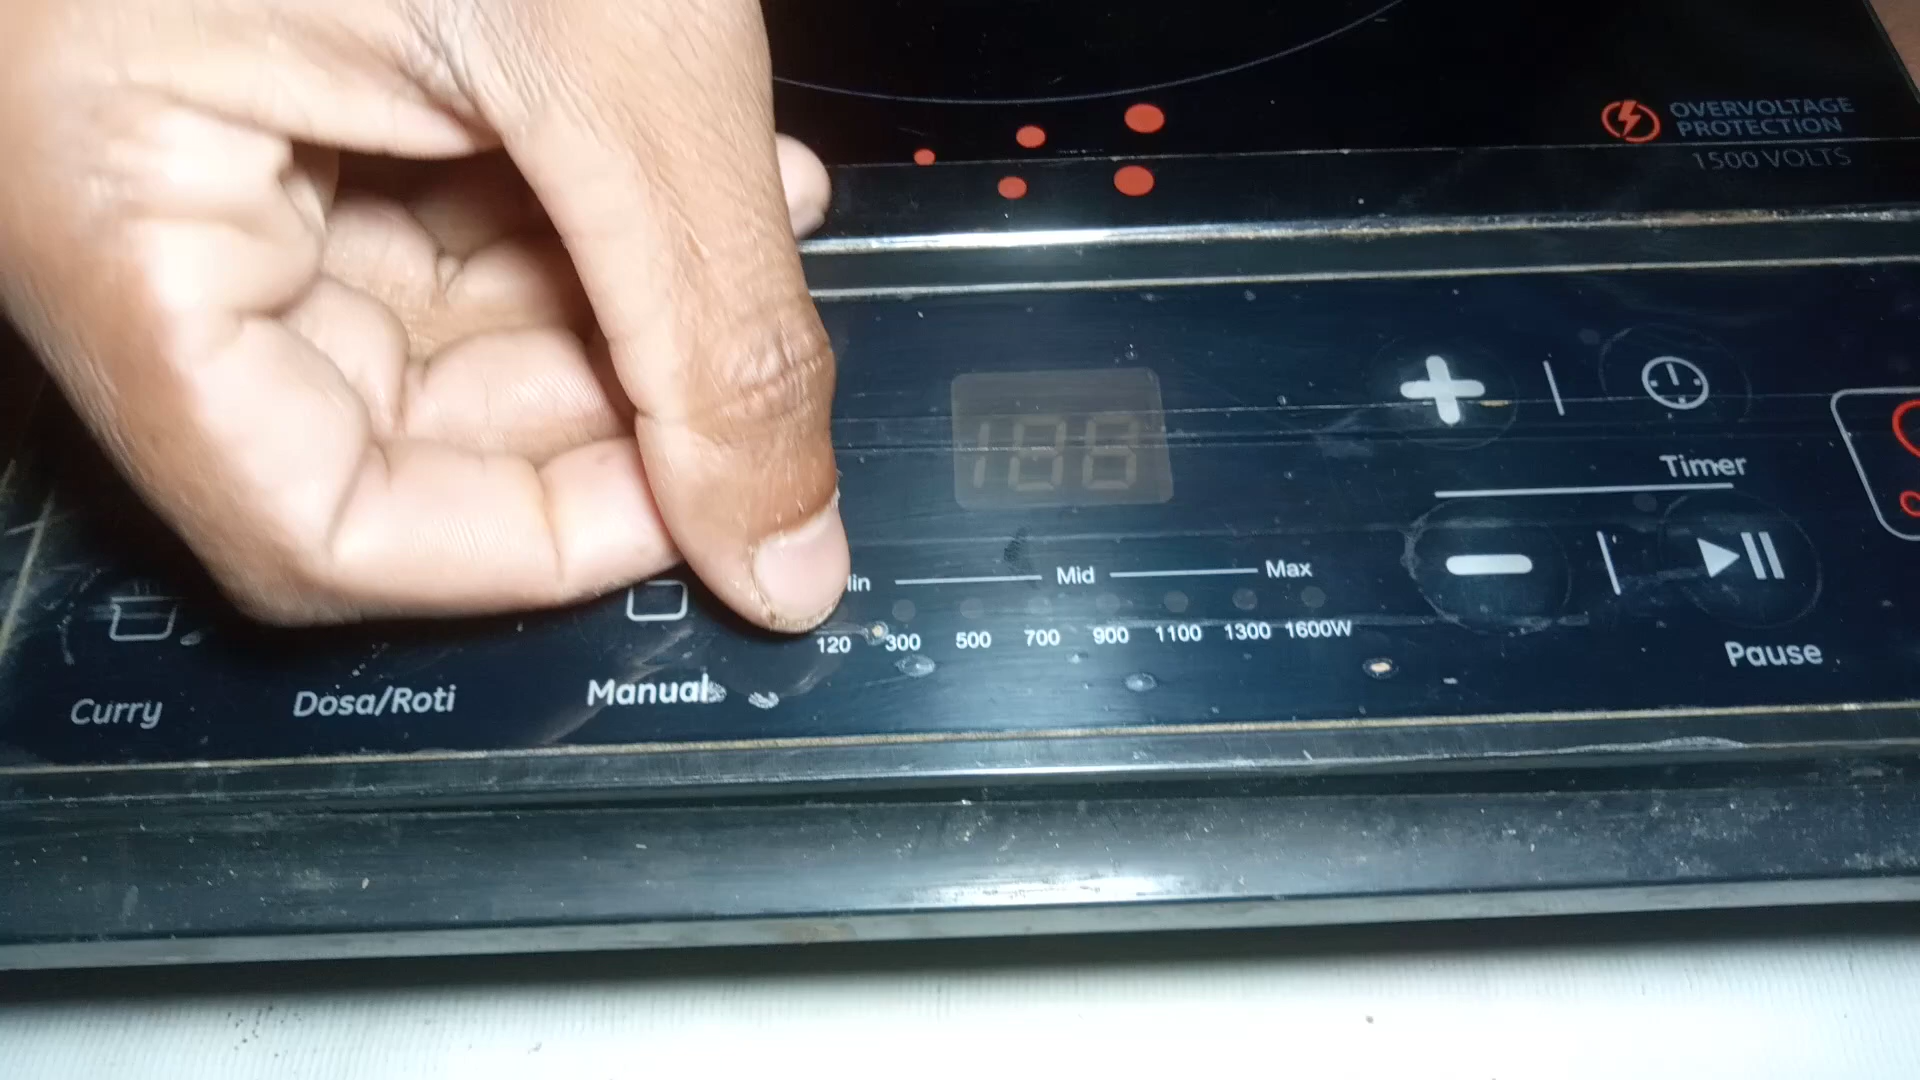 OVERVOLTAGE
PROTECTION
1500 VOLTS
Timer
Mid Max
120 300 500 700 900 1100 1300 1600W
Pause
Curry Dosa/Roti Manual